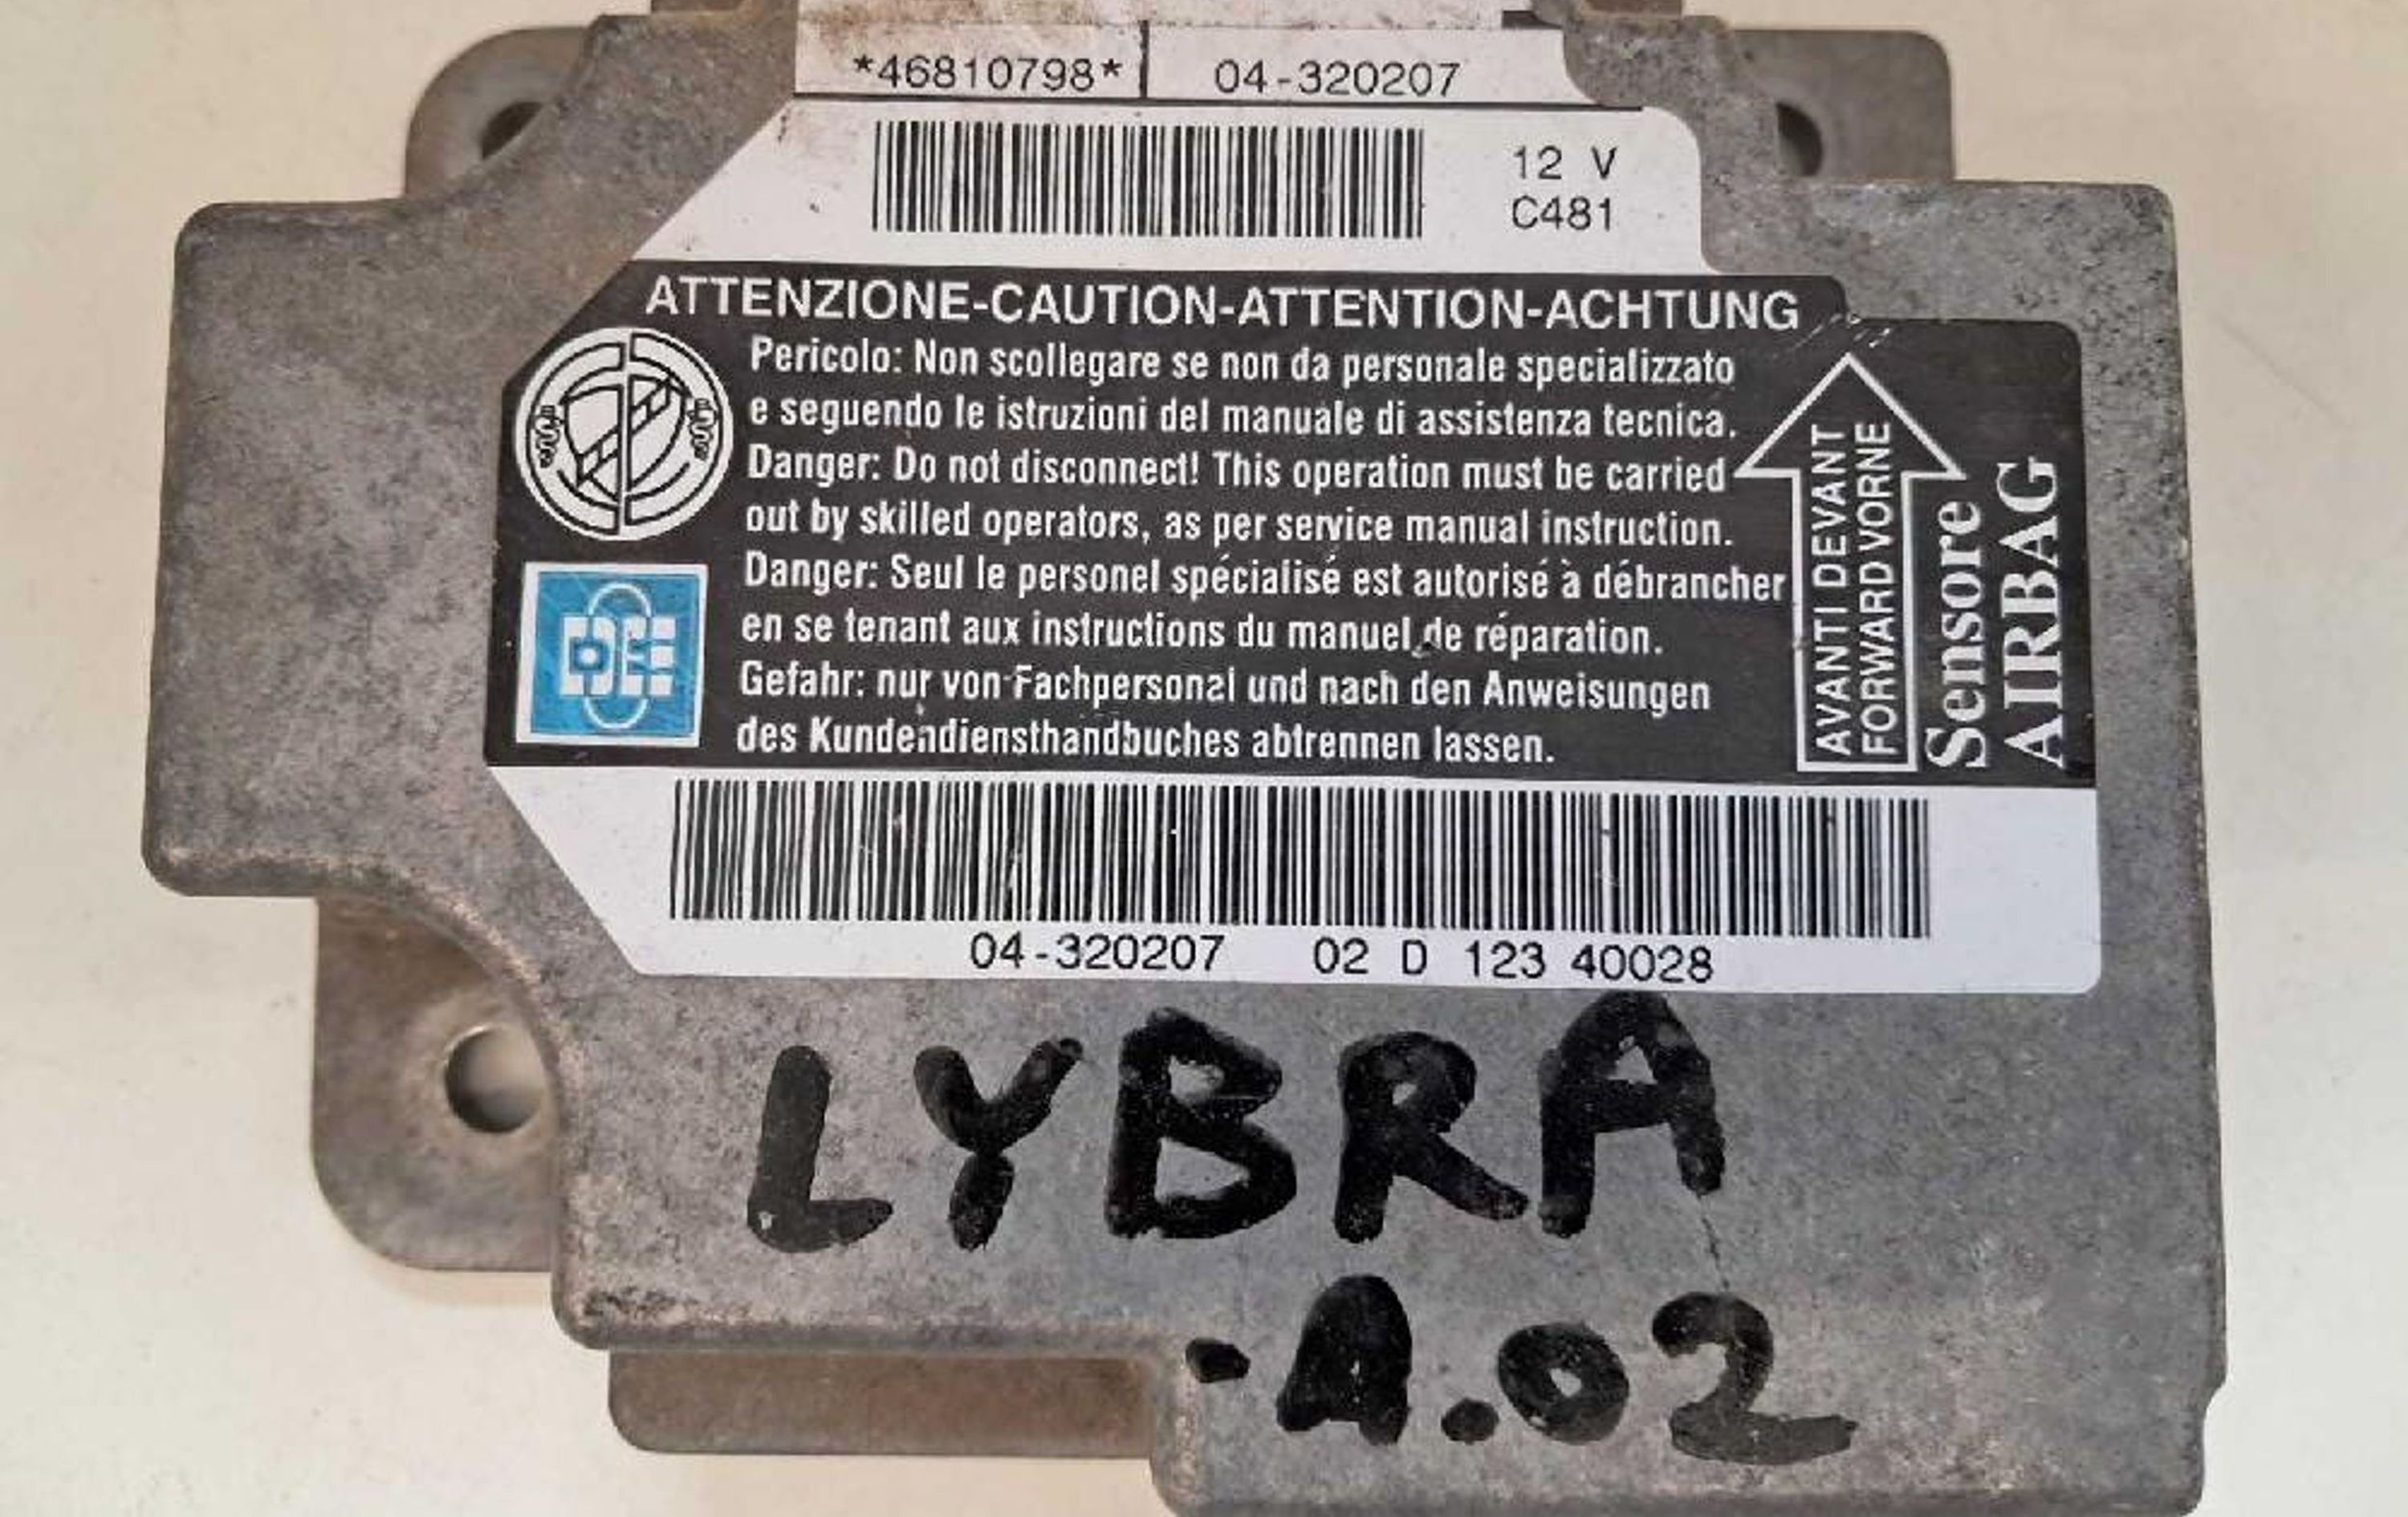 *46810798* 04-320207
12 V
C481
ATTENZIONE-CAUTION-ATTENTION-ACHTUNG
Pericolo: Non scollegare se non da personale specializzato
e seguendo le istruzioni del manuale di assistenza tecnica.
Danger: Do not disconnect! This operation must be carried
out by skilled operators, as per service manual instruction.
Danger: Seul le personel spécialisé est autorisé à débrancher
en se tenant aux instructions du manuel de réparation.
Gefahr: nur von Fachpersonal und nach den Anweisungen
des Kundendiensthandbuches abtrennen lassen.
AVANTI DEVANT
FORWARD VORNE
Sensore
AIRBAG
04-320207 02 D 123 40028
LYBRA
-A.02